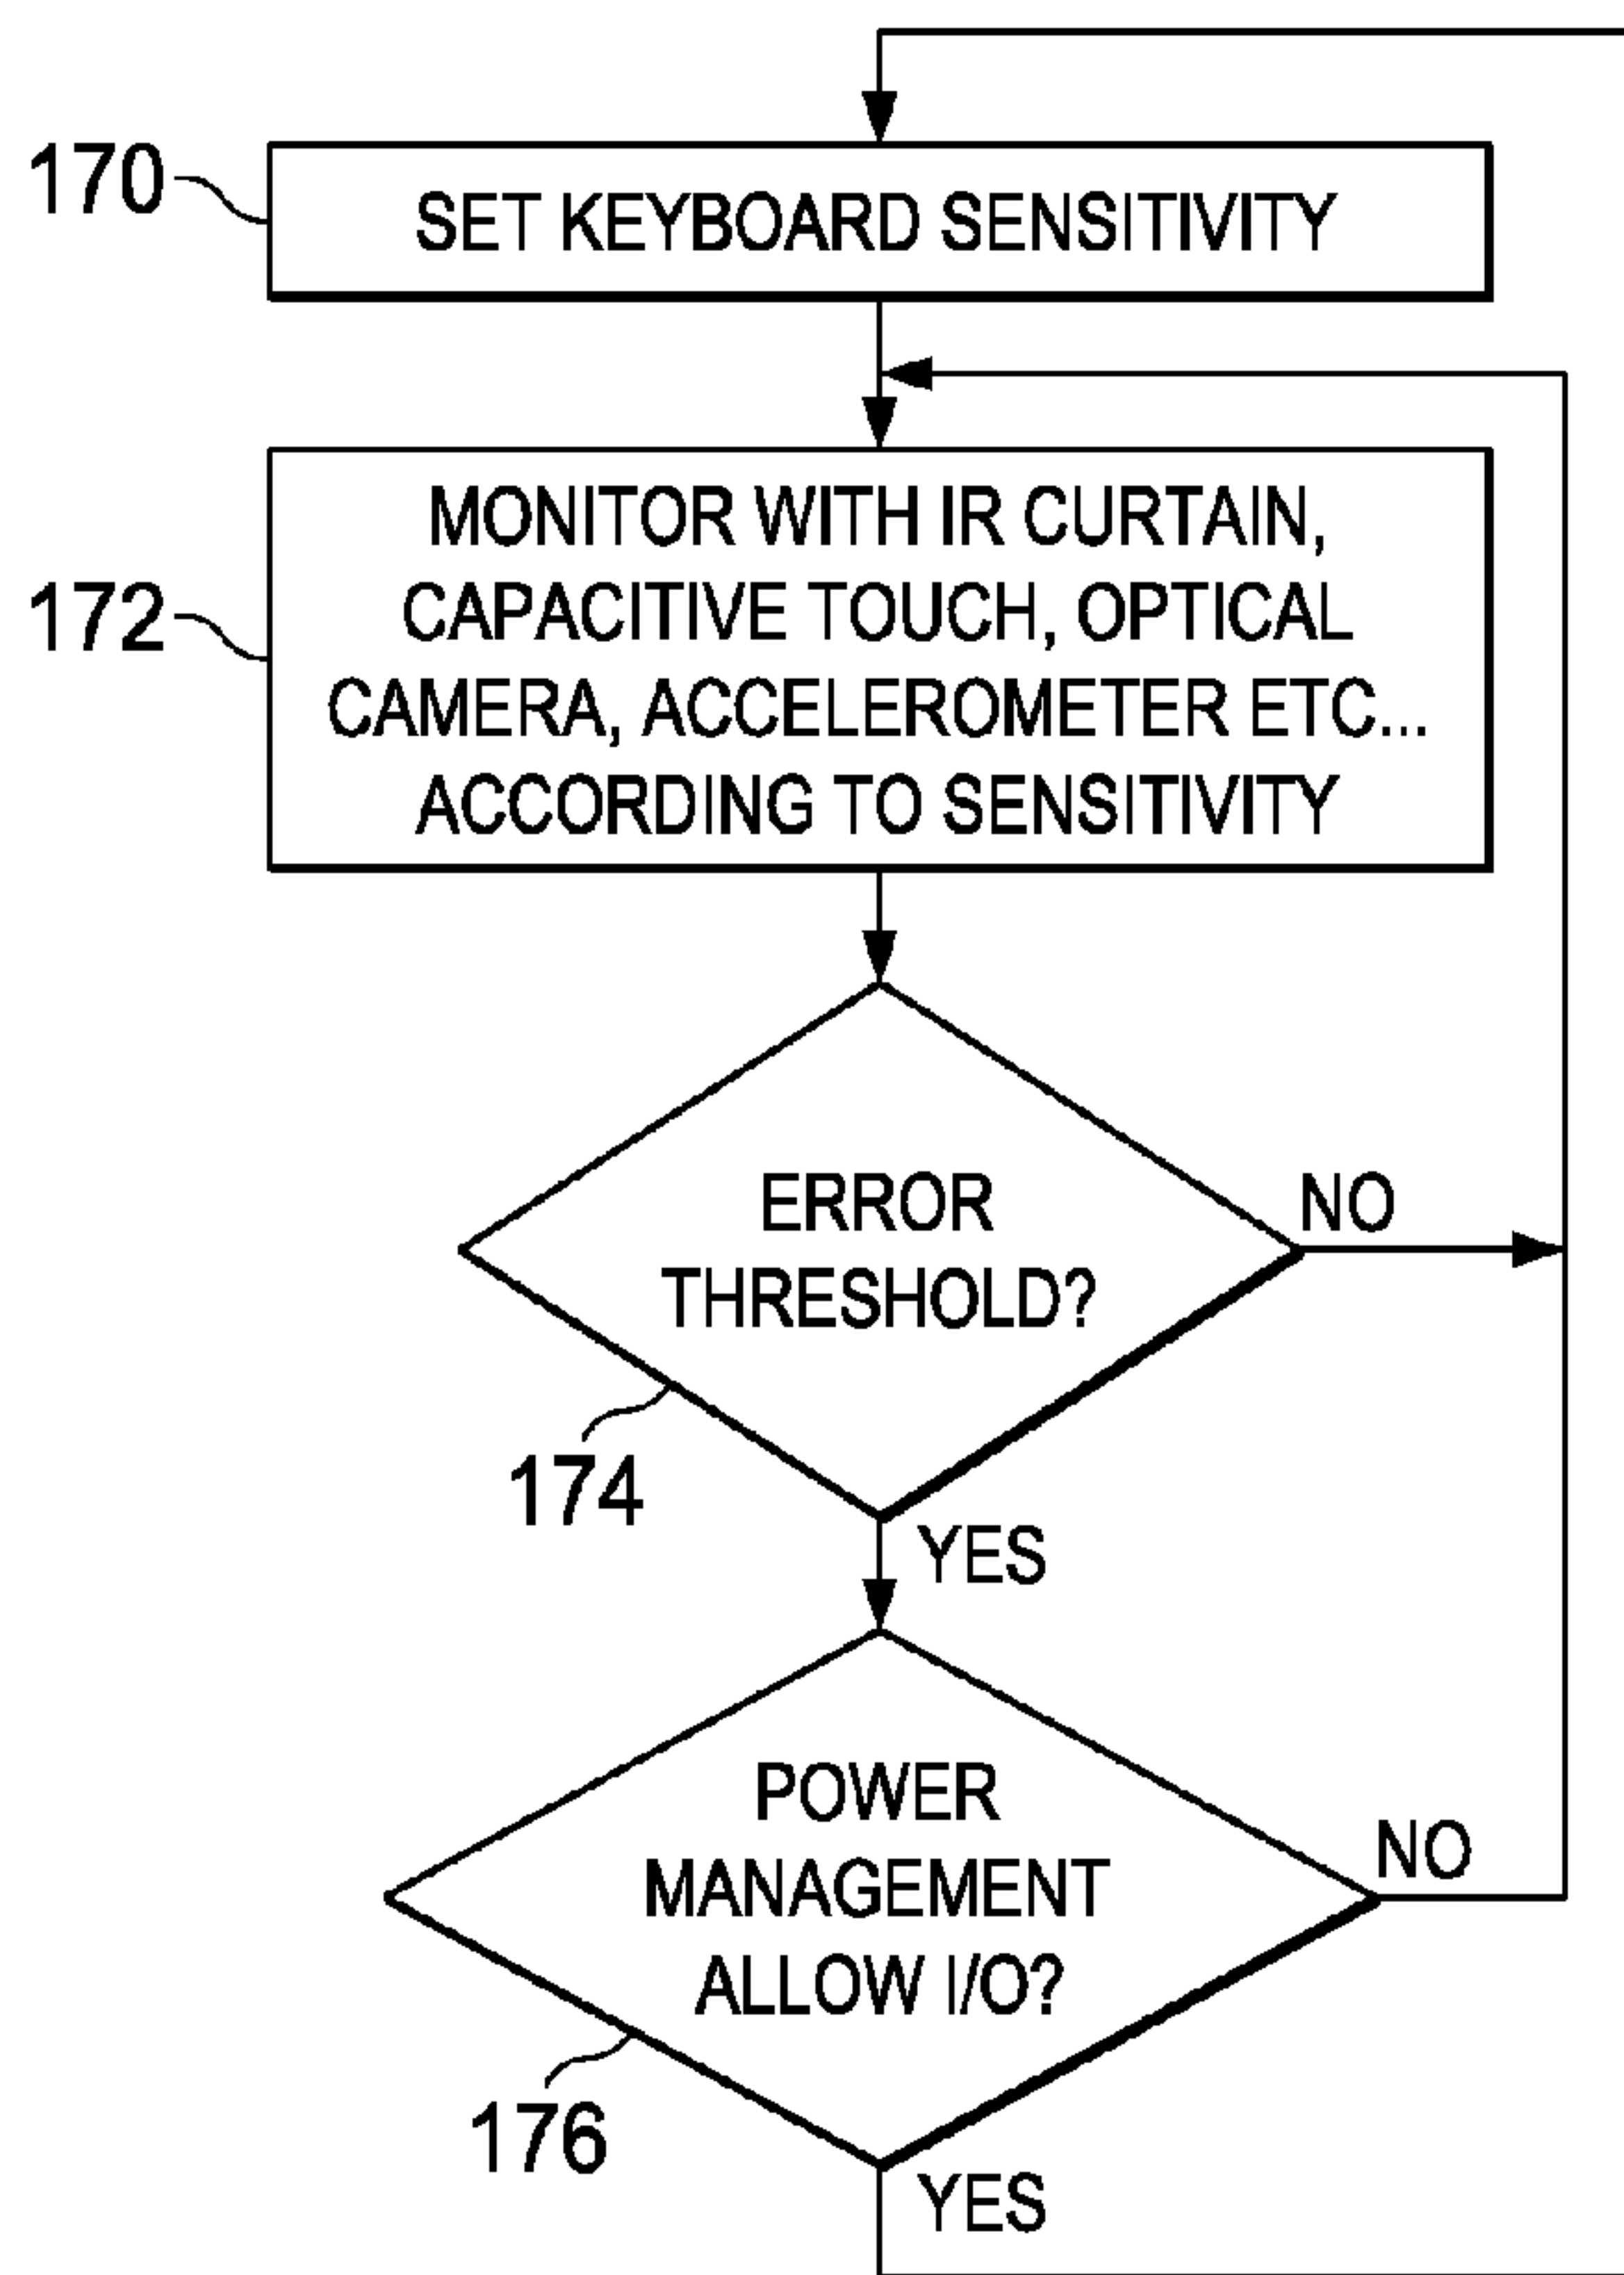 170
SET KEYBOARD SENSITIVITY
172
MONITOR WITH IR CURTAIN,
CAPACITIVE TOUCH, OPTICAL
CAMERA, ACCELEROMETER ETC...
ACCORDING TO SENSITIVITY
ERROR
THRESHOLD?
NO
174
YES
POWER
MANAGEMENT
ALLOW I/O?
NO
176
YES